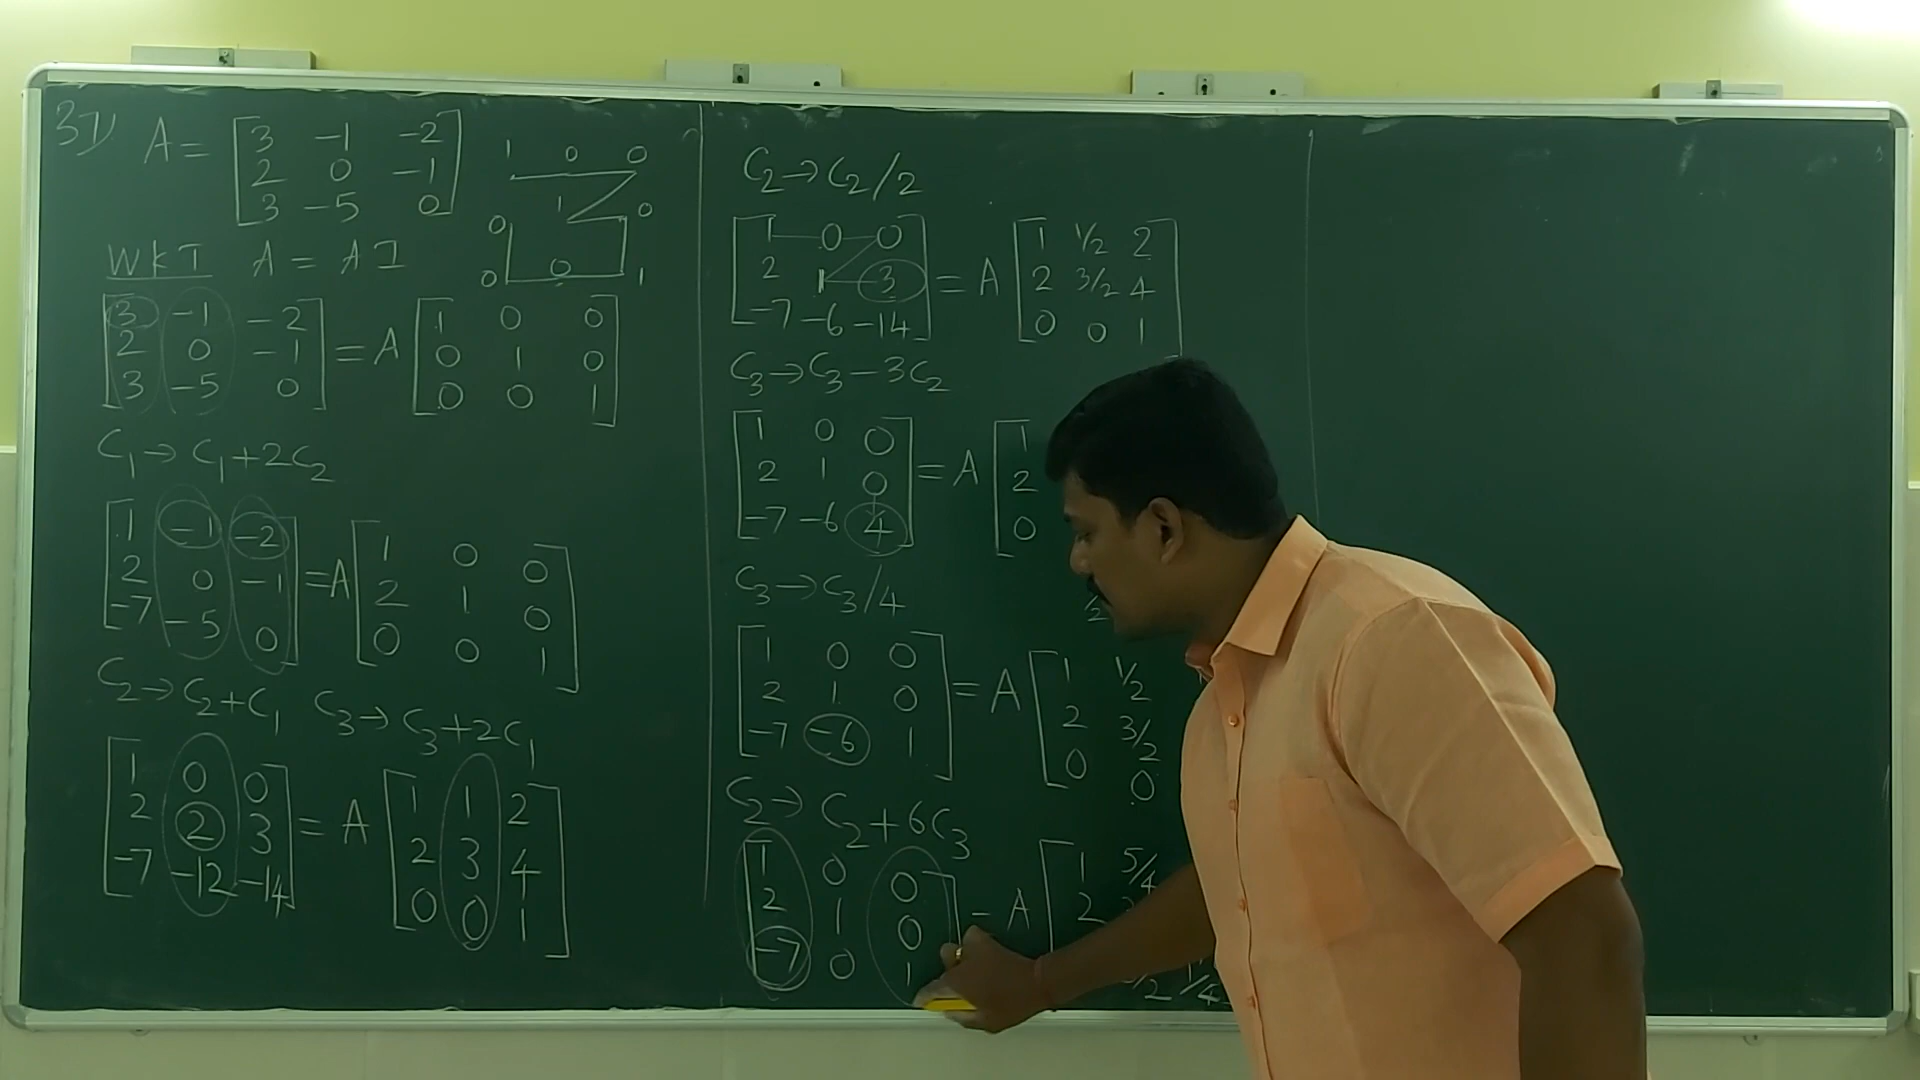 3) A = [3 -1 -2
2 0 -1
3 -5 0]
1 0 0
1 0
0
0 0 1
WKT A = AI
[3 -1 -2
2 0 -1
3 -5 0] = A [1 0 0
0 1 0
0 0 1]
C₁ → C₁ + 2C₂
[1 -1 -2
2 0 -1
-7 -5 0] = A [1 0 0
2 1 0
0 0 1]
C₂ → C₂ + C₁ C₃ → C₃ + 2C₁
[1 0 0
2 2 3
-7 -12 -14] = A [1 1 2
2 3 4
0 0 1]
C₂ → C₂/2
[1 0 0
2 1 3
-7 -6 -14] = A [1 1/2 2
2 3/2 4
0 0 1]
C₃ → C₃ - 3C₂
[1 0 0
2 1 0
-7 -6 4] = A [1
2
0
C₃ → C₃/4
[1 0 0
2 1 0
-7 -6 1] = A [1 1/2
2 3/2
0 0
C₂ → C₂ + 6C₃
[1 0 0
2 1 0
-7 0 1] = A [1 5/4
2
1/4